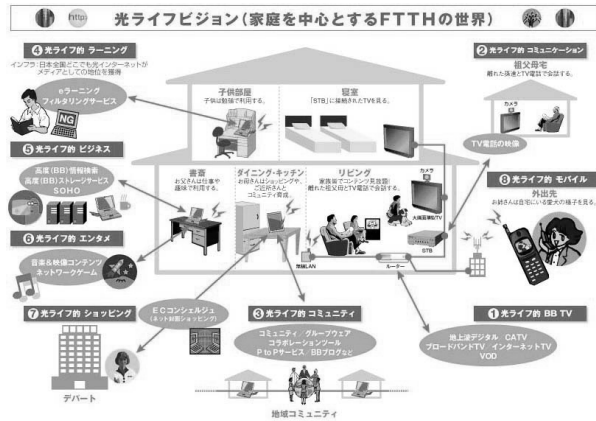 http:
光ライフビジョン(家庭を中心とするFTTHの世界)
4 光ライフ的 ラーニング
インフラ:日本全国どこでも光インターネットが
メディアとしての地位を獲得
eラーニング
フィルタリングサービス
NG
子供部屋
子供は勉強で利用する。
寝室
「STB」に接続されたTVを見る。
2 光ライフ的 コミュニケーション
祖父母宅
離れた孫達とTV電話で会話する。
カメラ
TV電話の映像
5 光ライフ的 ビジネス
高度(BB)情報検索
高度(BB)ストレージサービス
SOHO
書斎
お父さんは仕事や
趣味で利用する。
ダイニング・キッチン
お母さんはショッピングや、
ご近所さんと
コミュニティ育成。
リビング
家族皆でコンテンツ見放題!
離れた祖父母とTV電話で会話する。
カメラ
大画面薄型TV
STB
無線LAN
ルーター
8 光ライフ的 モバイル
外出先
お姉さんは自宅にいる愛犬の様子を見る。
6 光ライフ的 エンタメ
音楽&映像コンテンツ
ネットワークゲーム
7 光ライフ的 ショッピング
デパート
ECコンシェルジュ
(ネット対面ショッピング)
3 光ライフ的 コミュニティ
コミュニティ/グループウェア
コラボレーションツール
P to Pサービス/BBブログなど
地域コミュニティ
1 光ライフ的 BB TV
地上波デジタル/CATV
ブロードバンドTV/インターネットTV
VOD